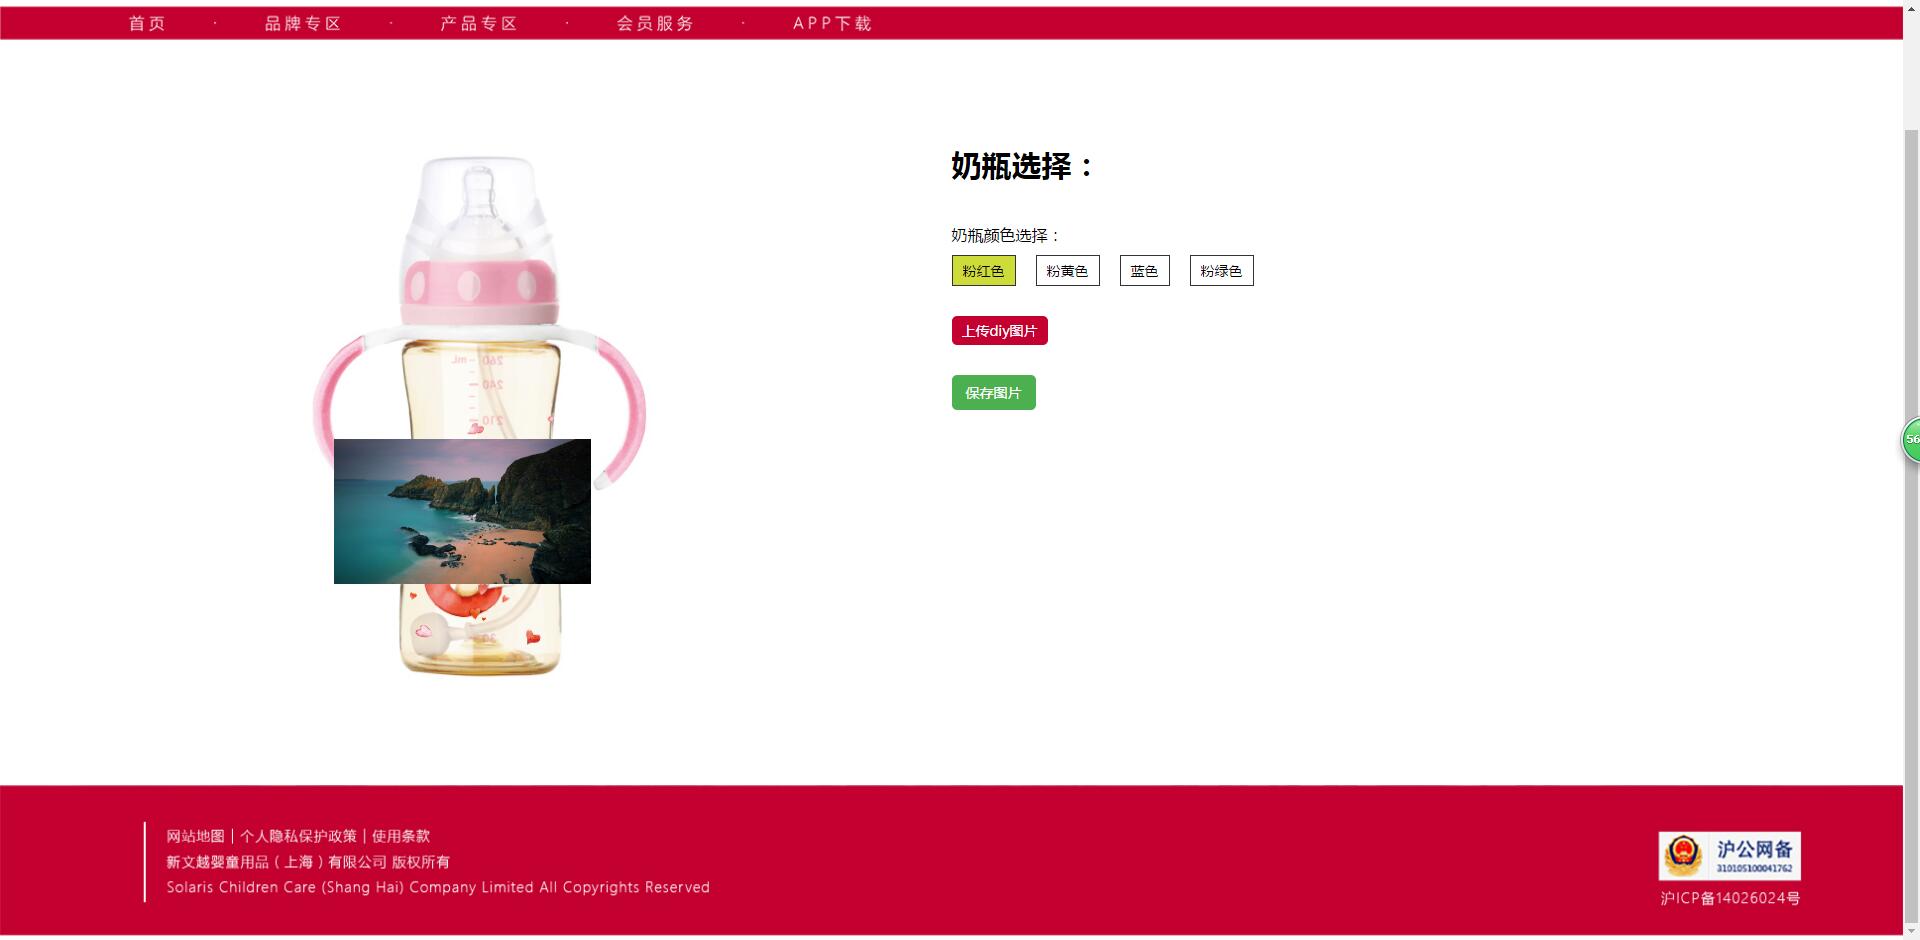 首页 · 品牌专区 · 产品专区 · 会员服务 · APP下载
奶瓶选择：
奶瓶颜色选择：
粉红色 粉黄色 蓝色 粉绿色
上传diy图片
保存图片
260 mL
240
210
30
56
网站地图 | 个人隐私保护政策 | 使用条款
新文越婴童用品（上海）有限公司 版权所有
Solaris Children Care (Shang Hai) Company Limited All Copyrights Reserved
沪公网备
310105100041762
沪ICP备14026024号